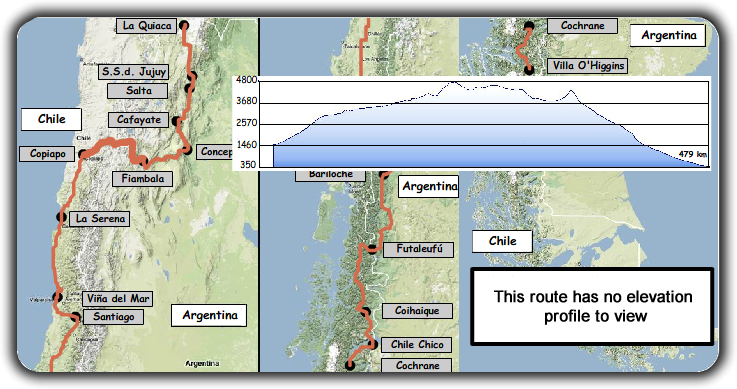 La Quiaca
S.S.d. Jujuy
Salta
Cafayate
Chile
Copiapo
Concep
Fiambala
La Serena
Viña del Mar
Valparaiso
Santiago
Argentina
Argentina
Bariloche
Argentina
Futaleufú
Coihaique
Chile Chico
Cochrane
Cochrane
Argentina
Villa O'Higgins
4800
3680
2570
1460
350
479 km
Chile
This route has no elevation
profile to view